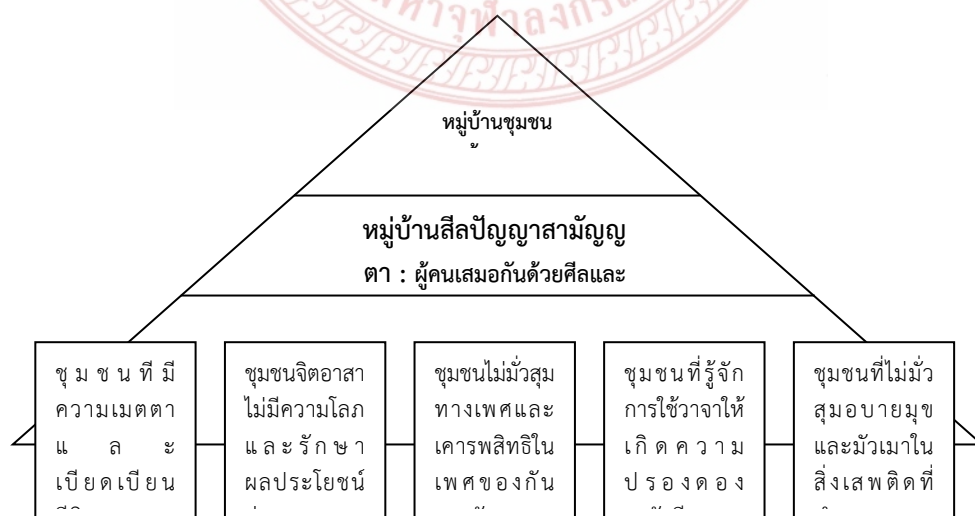 หมู่บ้านชุมชน
หมู่บ้านสีลปัญญาสามัญญ
ตา : ผู้คนเสมอกันด้วยศีลและ
ชุมชนที่มี
ความเมตตา
และ
เบียดเบียน
ชุมชนจิตอาสา
ไม่มีความโลภ
และรักษา
ผลประโยชน์
ชุมชนไม่มั่วสุม
ทางเพศและ
เคารพสิทธิใน
เพศของกัน
ชุมชนที่รู้จัก
การใช้วาจาให้
เกิดความ
ปรองดอง
ชุมชนที่ไม่มั่ว
สุมอบายมุข
และมัวเมาใน
สิ่งเสพติดที่